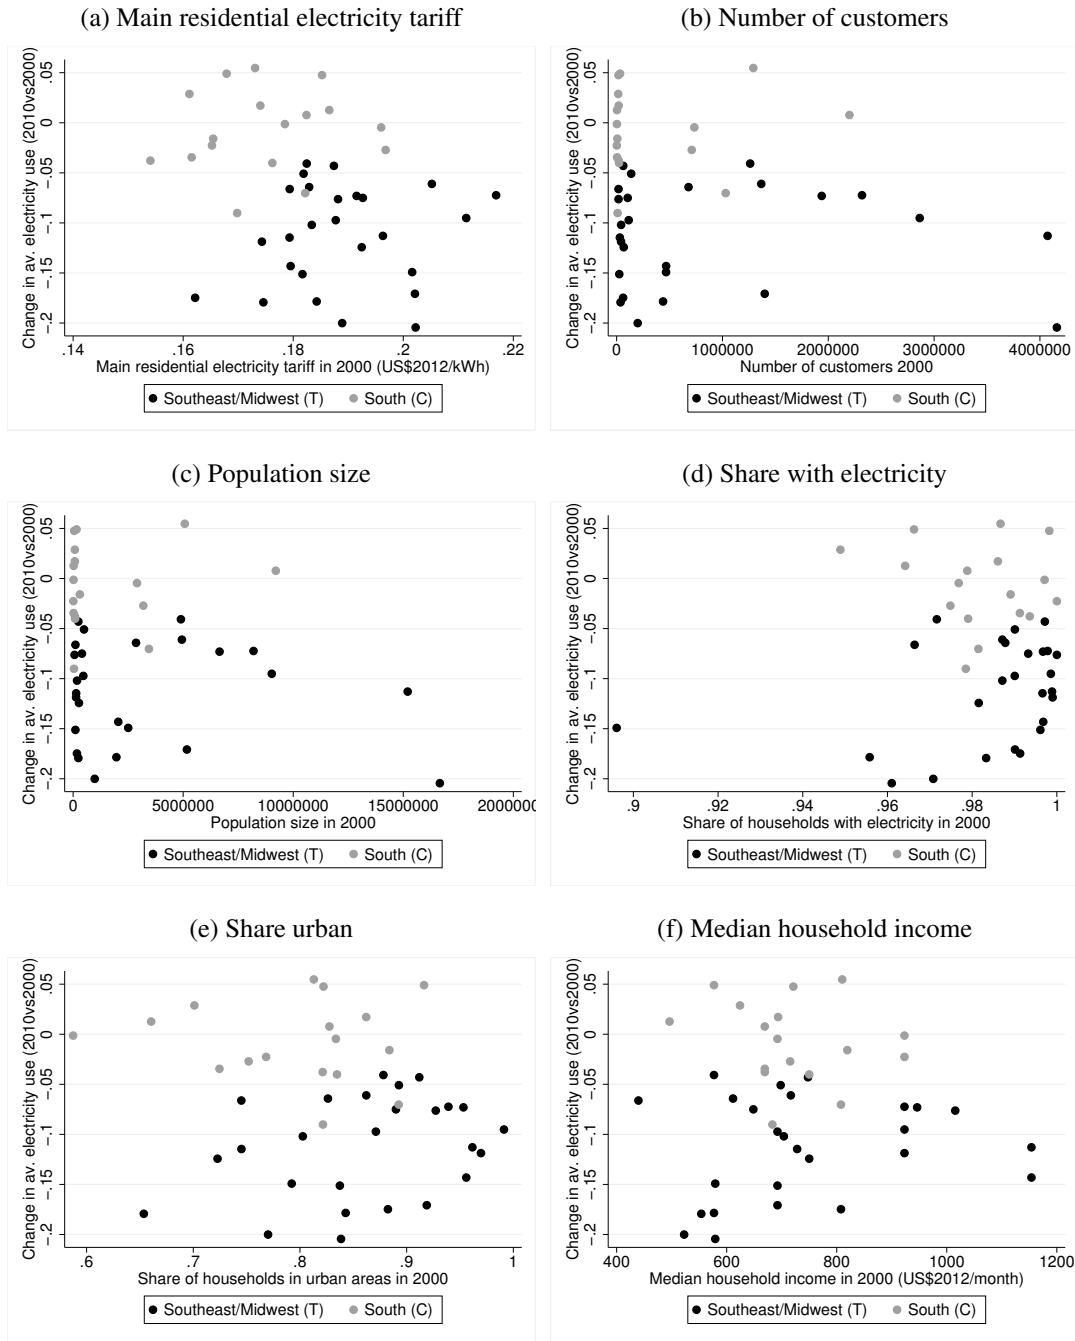 (a) Main residential electricity tariff
Change in av. electricity use (2010vs2000)
.05
0
-.05
-.1
-.15
-.2
.14 .16 .18 .2 .22
Main residential electricity tariff in 2000 (US$2012/kWh)
Southeast/Midwest (T) South (C)
(b) Number of customers
Change in av. electricity use (2010vs2000)
.05
0
-.05
-.1
-.15
-.2
0 1000000 2000000 3000000 4000000
Number of customers 2000
Southeast/Midwest (T) South (C)
(c) Population size
Change in av. electricity use (2010vs2000)
.05
0
-.05
-.1
-.15
-.2
0 5000000 10000000 15000000 2000000
Population size in 2000
Southeast/Midwest (T) South (C)
(d) Share with electricity
Change in av. electricity use (2010vs2000)
.05
0
-.05
-.1
-.15
-.2
.9 .92 .94 .96 .98 1
Share of households with electricity in 2000
Southeast/Midwest (T) South (C)
(e) Share urban
Change in av. electricity use (2010vs2000)
.05
0
-.05
-.1
-.15
-.2
.6 .7 .8 .9 1
Share of households in urban areas in 2000
Southeast/Midwest (T) South (C)
(f) Median household income
Change in av. electricity use (2010vs2000)
.05
0
-.05
-.1
-.15
-.2
400 600 800 1000 1200
Median household income in 2000 (US$2012/month)
Southeast/Midwest (T) South (C)